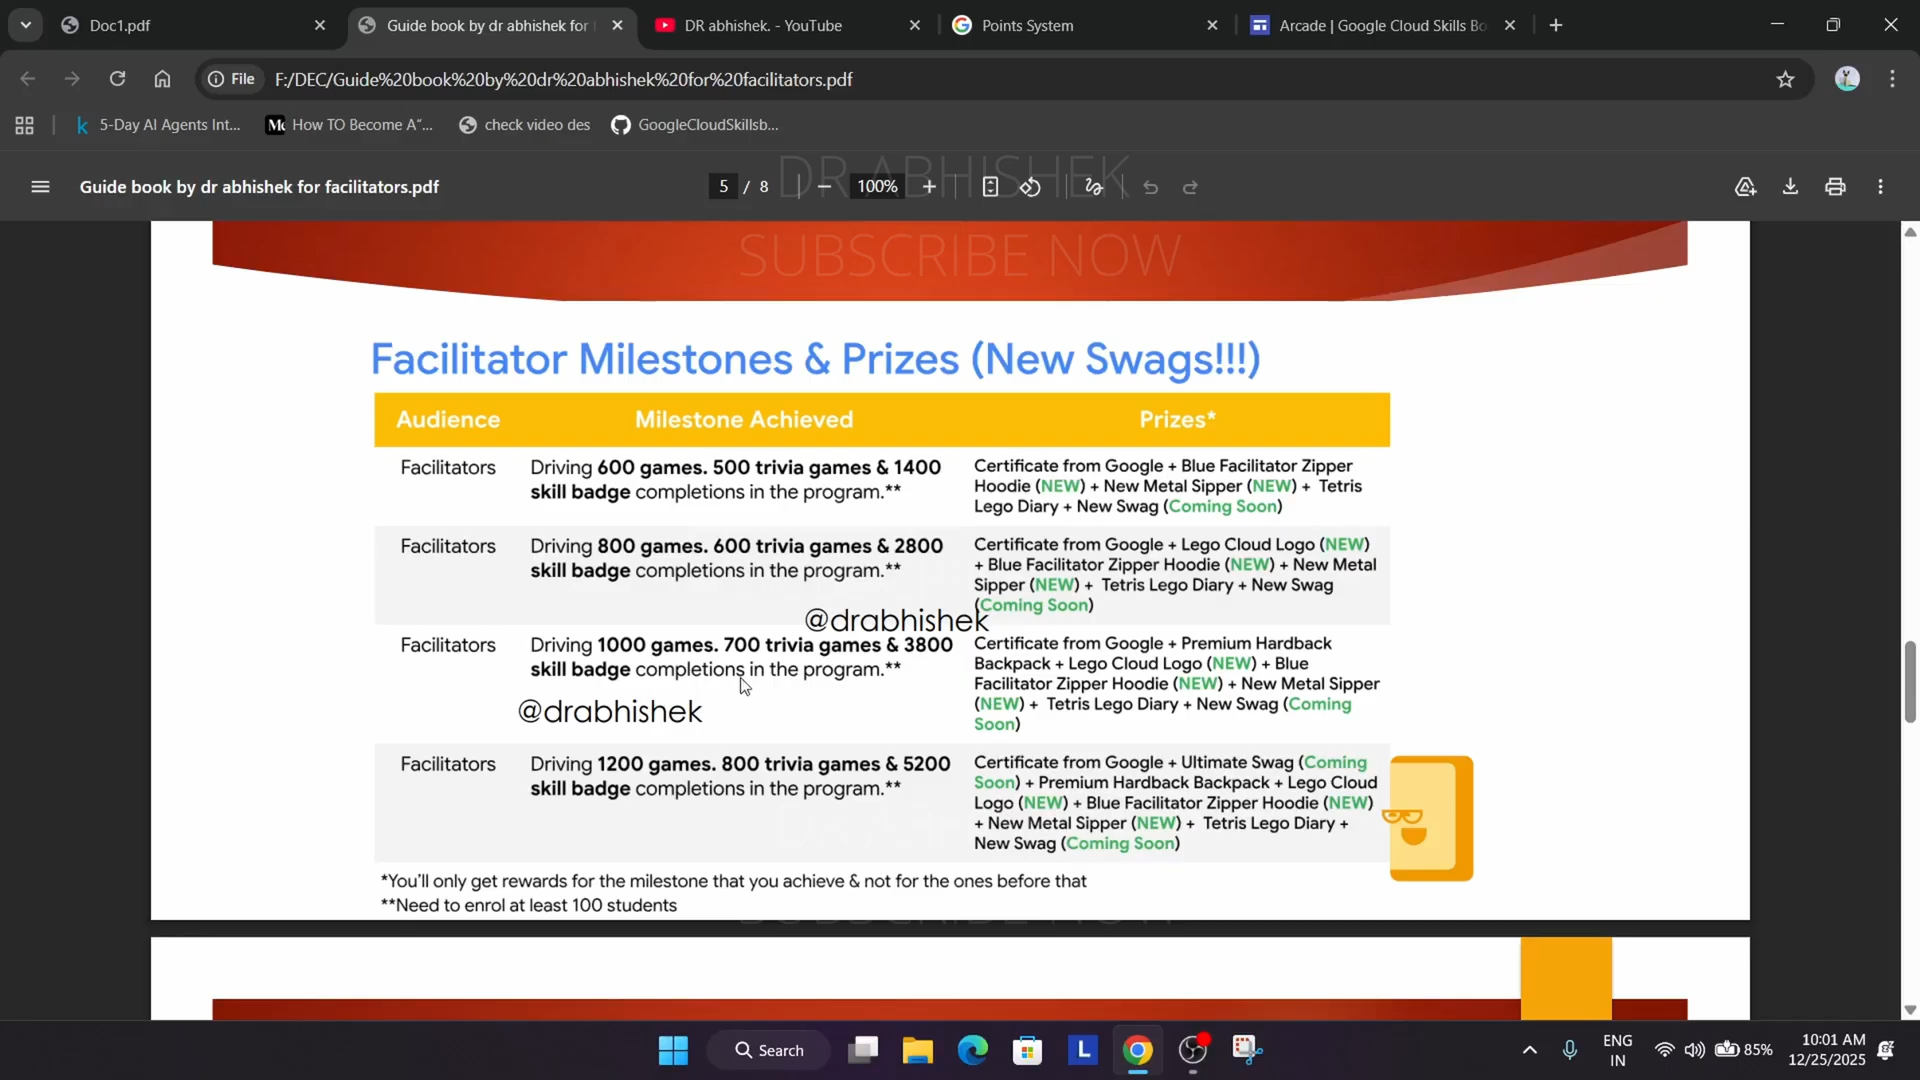 Doc1.pdf
Guide book by dr abhishek for
DR abhishek. - YouTube
Points System
Arcade | Google Cloud Skills Bo
File
F:/DEC/Guide%20book%20by%20dr%20abhishek%20for%20facilitators.pdf
5-Day AI Agents Int...
How TO Become A“...
check video des
GoogleCloudSkillsb...
Guide book by dr abhishek for facilitators.pdf
5 / 8
100%
DR ABHISHEK
SUBSCRIBE NOW
Facilitator Milestones & Prizes (New Swags!!!)
Audience
Milestone Achieved
Prizes*
Facilitators
Driving 600 games. 500 trivia games & 1400
skill badge completions in the program.**
Certificate from Google + Blue Facilitator Zipper
Hoodie (NEW) + New Metal Sipper (NEW) + Tetris
Lego Diary + New Swag (Coming Soon)
Facilitators
Driving 800 games. 600 trivia games & 2800
skill badge completions in the program.**
Certificate from Google + Lego Cloud Logo (NEW)
+ Blue Facilitator Zipper Hoodie (NEW) + New Metal
Sipper (NEW) + Tetris Lego Diary + New Swag
(Coming Soon)
@drabhishek
Facilitators
Driving 1000 games. 700 trivia games & 3800
skill badge completions in the program.**
Certificate from Google + Premium Hardback
Backpack + Lego Cloud Logo (NEW) + Blue
Facilitator Zipper Hoodie (NEW) + New Metal Sipper
(NEW) + Tetris Lego Diary + New Swag (Coming
Soon)
@drabhishek
Facilitators
Driving 1200 games. 800 trivia games & 5200
skill badge completions in the program.**
Certificate from Google + Ultimate Swag (Coming
Soon) + Premium Hardback Backpack + Lego Cloud
Logo (NEW) + Blue Facilitator Zipper Hoodie (NEW)
+ New Metal Sipper (NEW) + Tetris Lego Diary +
New Swag (Coming Soon)
*You'll only get rewards for the milestone that you achieve & not for the ones before that
**Need to enrol at least 100 students
Search
ENG
IN
85%
10:01 AM
12/25/2025